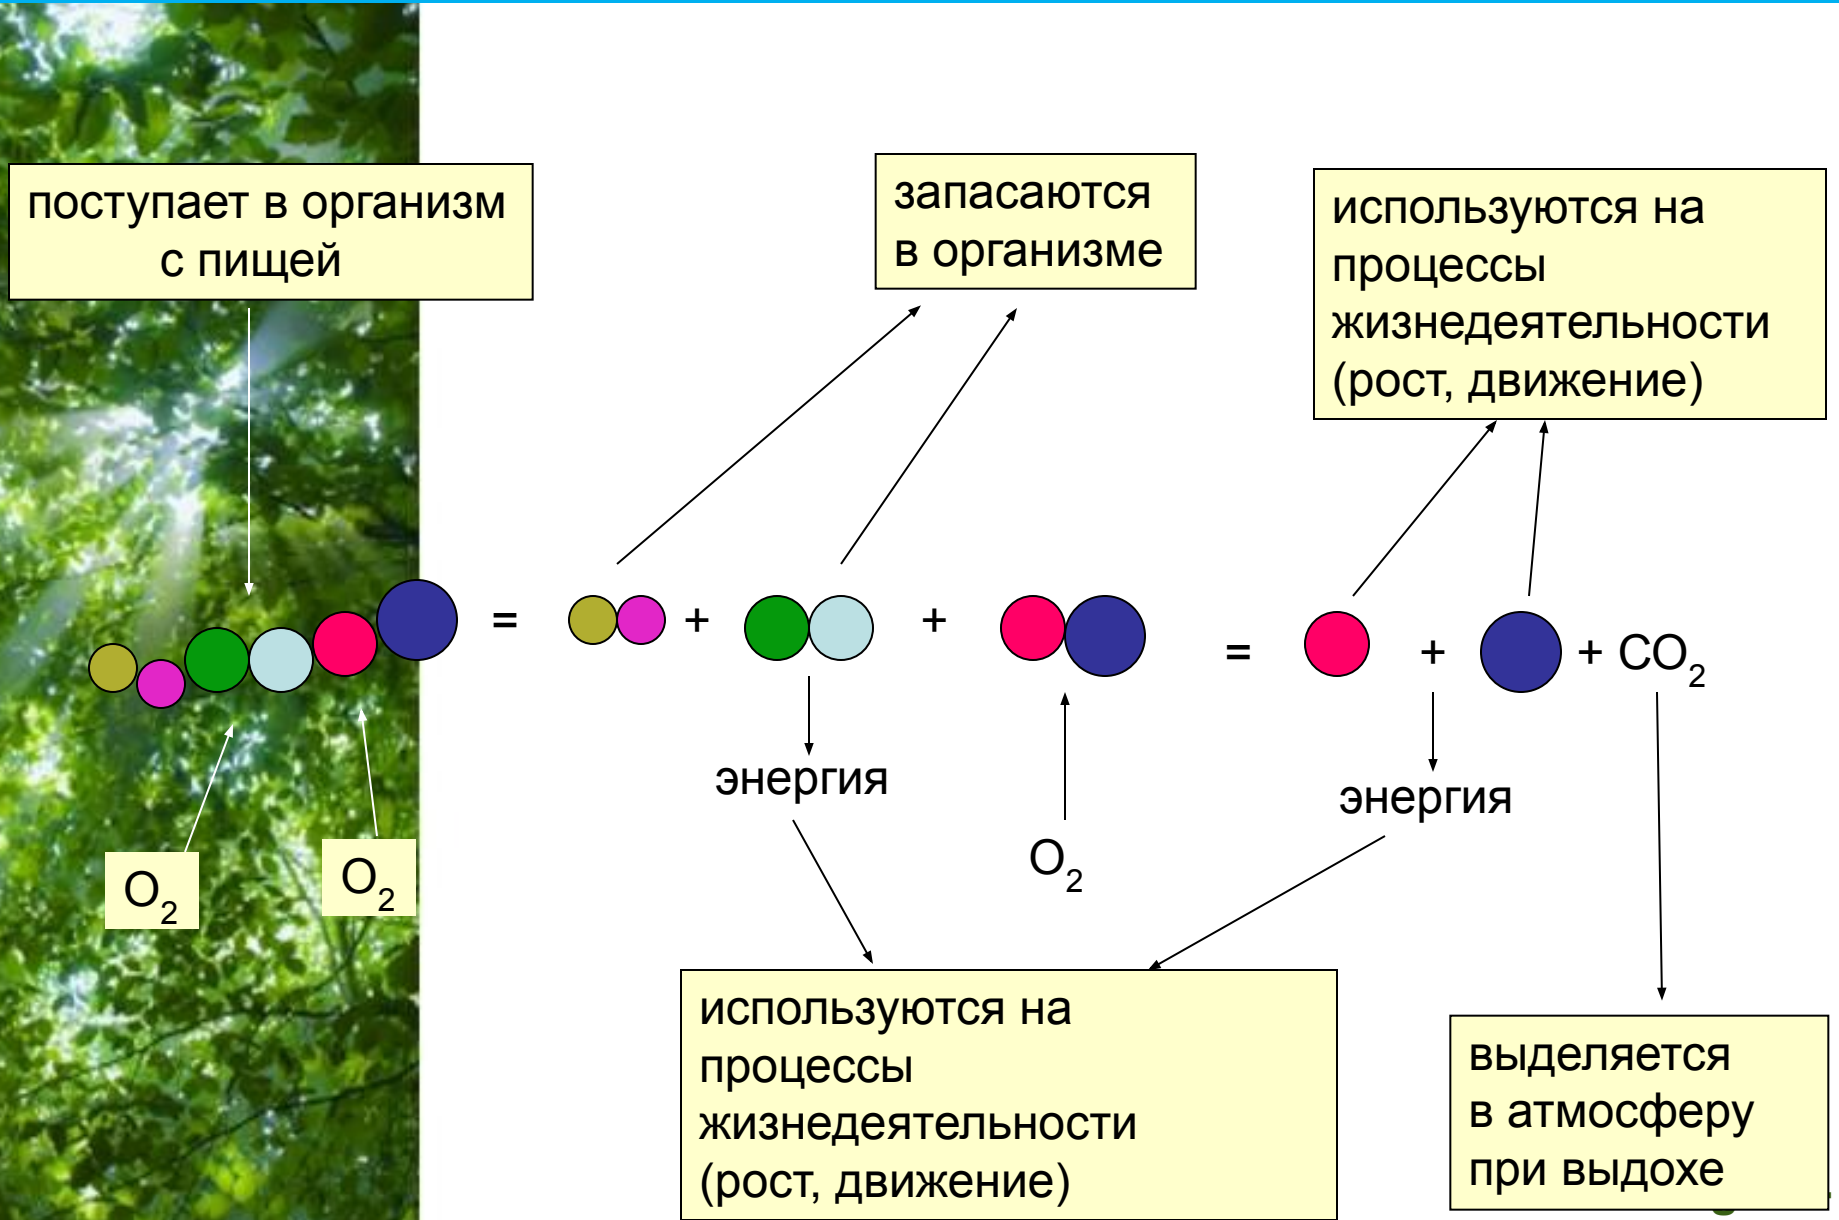 поступает в организм
с пищей
запасаются
в организме
используются на
процессы
жизнедеятельности
(рост, движение)
= + + = + + CO2
энергия
энергия
O2
O2
O2
используются на
процессы
жизнедеятельности
(рост, движение)
выделяется
в атмосферу
при выдохе